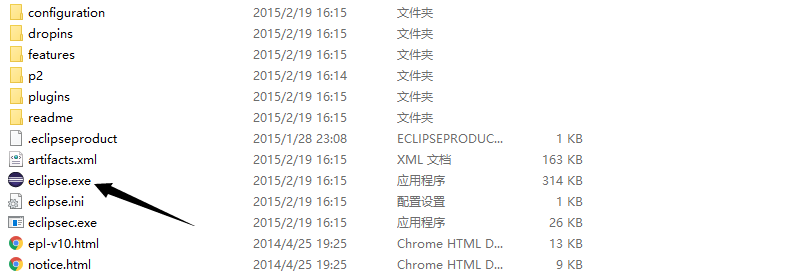 configuration 2015/2/19 16:15 文件夹
dropins 2015/2/19 16:15 文件夹
features 2015/2/19 16:15 文件夹
p2 2015/2/19 16:14 文件夹
plugins 2015/2/19 16:15 文件夹
readme 2015/2/19 16:15 文件夹
.eclipseproduct 2015/1/28 23:08 ECLIPSEPRODUC... 1 KB
artifacts.xml 2015/2/19 16:15 XML 文档 163 KB
eclipse.exe 2015/2/19 16:15 应用程序 314 KB
eclipse.ini 2015/2/19 16:15 配置设置 1 KB
eclipsec.exe 2015/2/19 16:15 应用程序 26 KB
epl-v10.html 2014/4/25 19:25 Chrome HTML D... 13 KB
notice.html 2014/4/25 19:25 Chrome HTML D... 9 KB